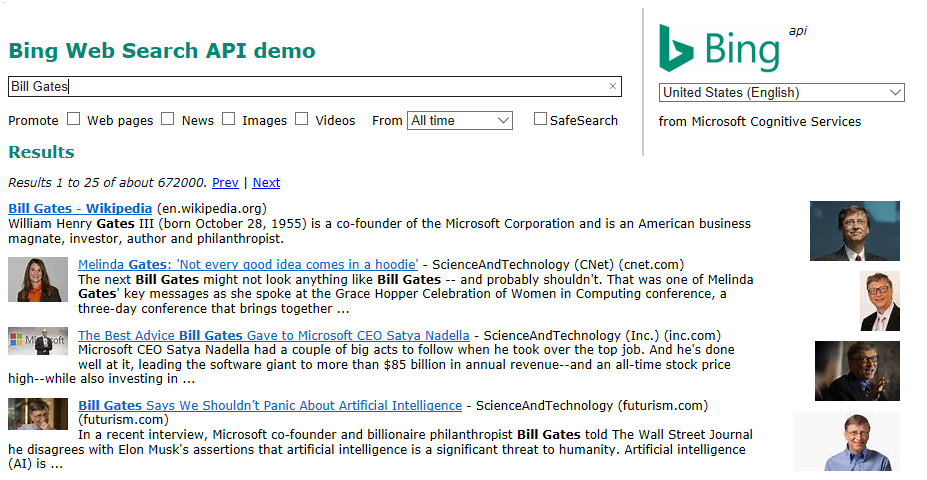 Bing Web Search API demo
Bing api
Bill Gates ×
United States (English)
Promote Web pages News Images Videos From All time SafeSearch
from Microsoft Cognitive Services
Results
Results 1 to 25 of about 672000. Prev | Next
Bill Gates - Wikipedia (en.wikipedia.org)
William Henry Gates III (born October 28, 1955) is a co-founder of the Microsoft Corporation and is an American business
magnate, investor, author and philanthropist.
Melinda Gates: 'Not every good idea comes in a hoodie' - ScienceAndTechnology (CNet) (cnet.com)
The next Bill Gates might not look anything like Bill Gates -- and probably shouldn't. That was one of Melinda
Gates' key messages as she spoke at the Grace Hopper Celebration of Women in Computing conference, a
three-day conference that brings together ...
Microsoft
The Best Advice Bill Gates Gave to Microsoft CEO Satya Nadella - ScienceAndTechnology (Inc.) (inc.com)
Microsoft CEO Satya Nadella had a couple of big acts to follow when he took over the top job. And he's done
well at it, leading the software giant to more than $85 billion in annual revenue--and an all-time stock price
high--while also investing in ...
Bill Gates Says We Shouldn't Panic About Artificial Intelligence - ScienceAndTechnology (futurism.com)
(futurism.com)
In a recent interview, Microsoft co-founder and billionaire philanthropist Bill Gates told The Wall Street Journal
he disagrees with Elon Musk's assertions that artificial intelligence is a significant threat to humanity. Artificial intelligence
(AI) is ...